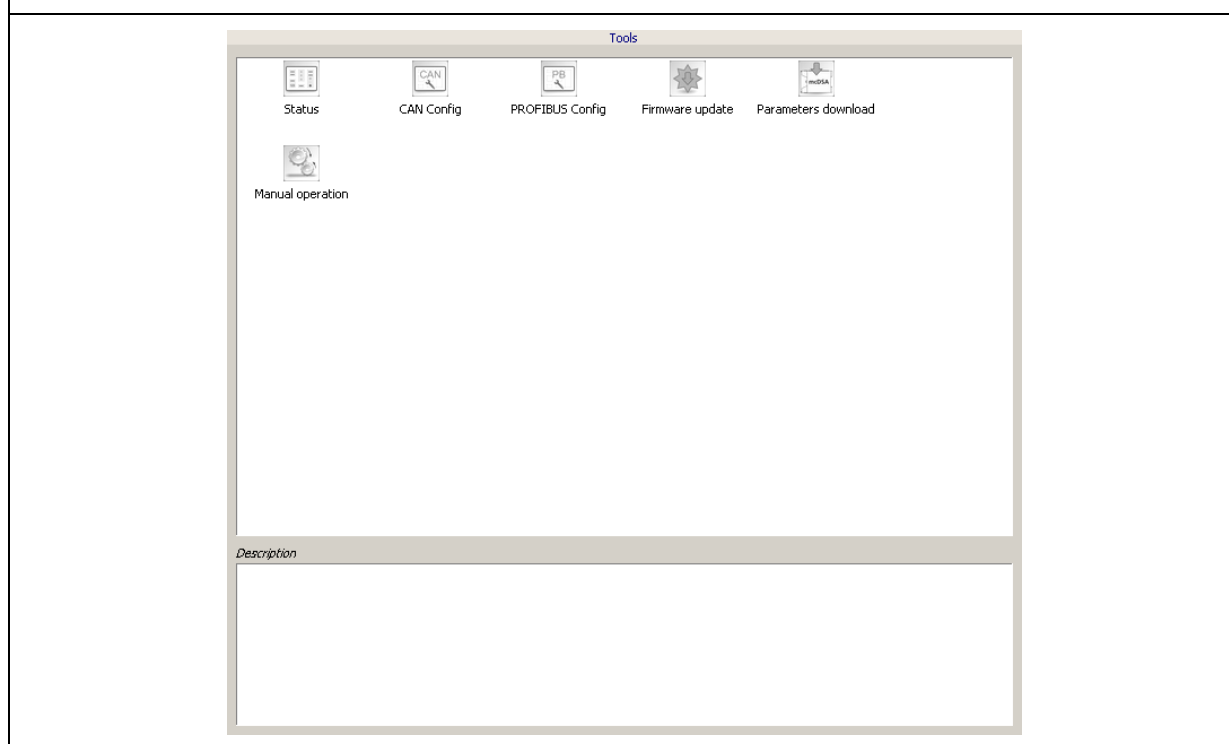 Tools
CAN
PB
mcDSA
Status CAN Config PROFIBUS Config Firmware update Parameters download
Manual operation
Description